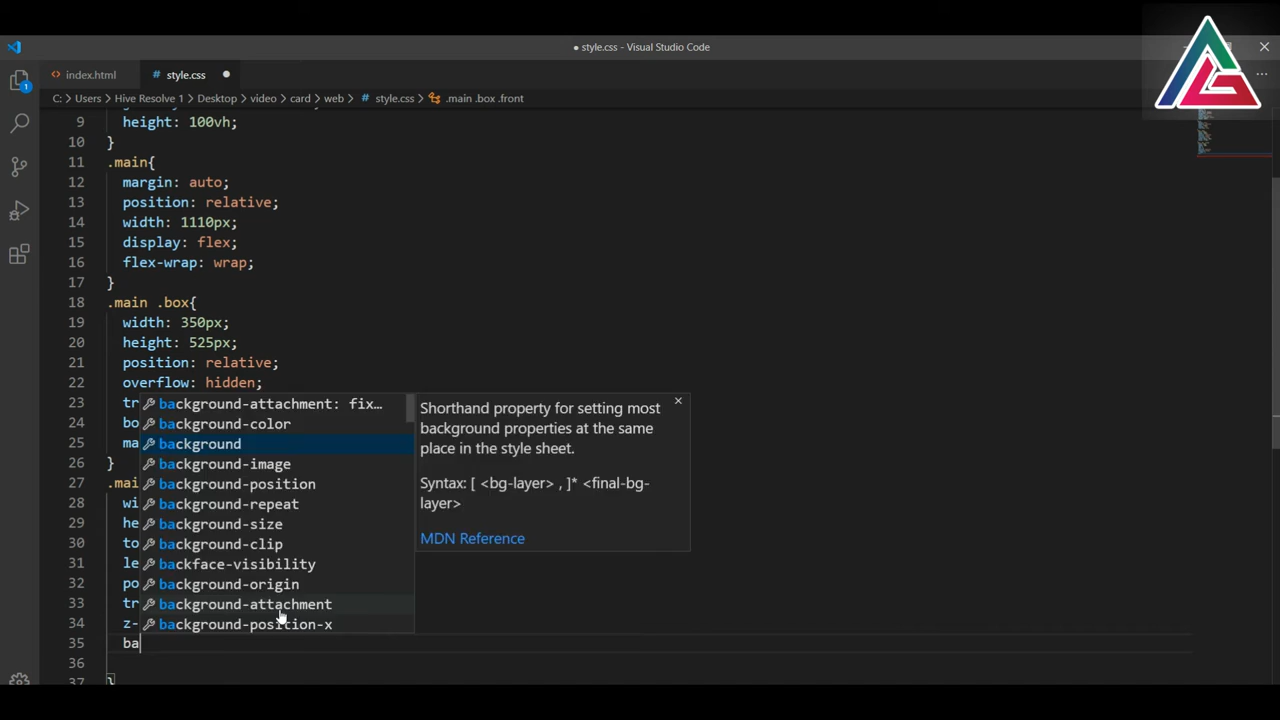 style.css - Visual Studio Code
index.html
# style.css
C: > Users > Hive Resolve 1 > Desktop > video > card > web > # style.css > .main .box .front
9 height: 100vh;
10 }
11 .main{
12 margin: auto;
13 position: relative;
14 width: 1110px;
15 display: flex;
16 flex-wrap: wrap;
17 }
18 .main .box{
19 width: 350px;
20 height: 525px;
21 position: relative;
22 overflow: hidden;
23 tr
24 bo
25 ma
26 }
27 .mai
28 wi
29 he
30 to
31 le
32 po
33 tr
34 z-
35 ba
36
37 }
background-attachment: fix…
background-color
background
background-image
background-position
background-repeat
background-size
background-clip
backface-visibility
background-origin
background-attachment
background-position-x
Shorthand property for setting most
background properties at the same
place in the style sheet.
Syntax: [ <bg-layer> , ]* <final-bg-
layer>
MDN Reference
1